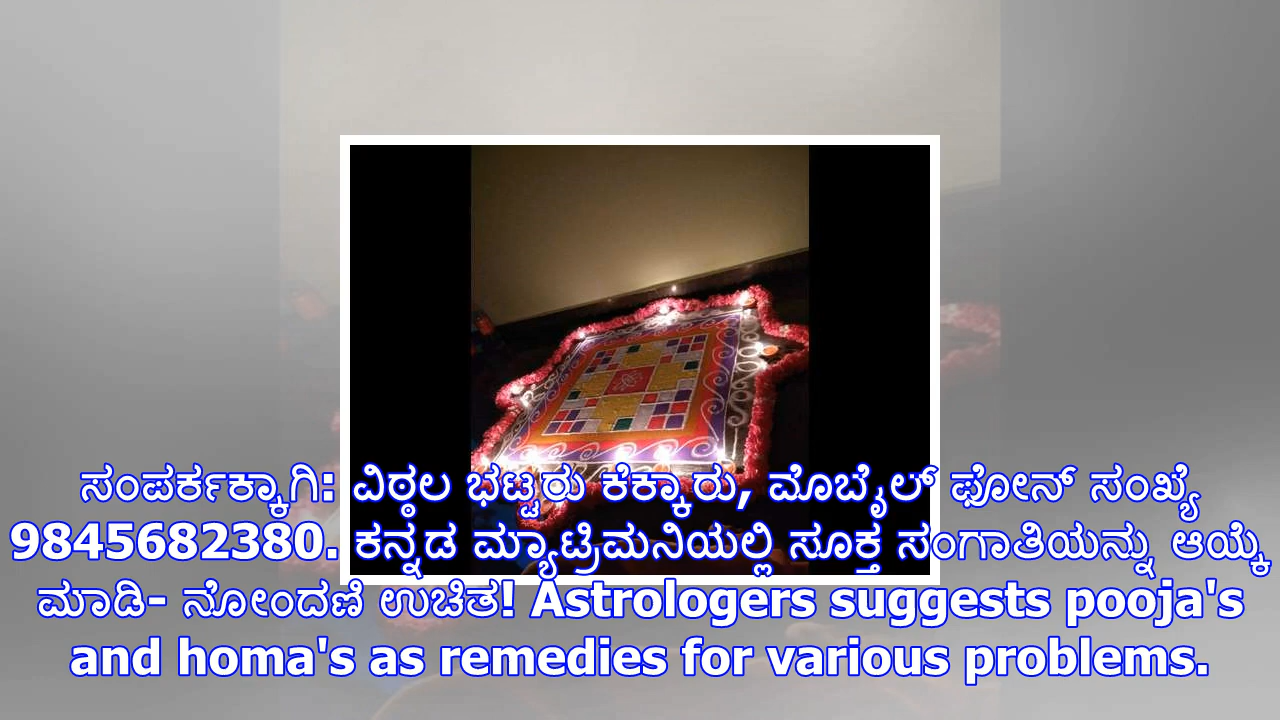 ಸಂಪರ್ಕಕ್ಕಾಗಿ: ವಿಠ್ಠಲ ಭಟ್ಟರು ಕೆಕ್ಕಾರು, ಮೊಬೈಲ್ ಫೋನ್ ಸಂಖ್ಯೆ
9845682380. ಕನ್ನಡ ಮ್ಯಾಟ್ರಿಮನಿಯಲ್ಲಿ ಸೂಕ್ತ ಸಂಗಾತಿಯನ್ನು ಆಯ್ಕೆ
ಮಾಡಿ- ನೋಂದಣಿ ಉಚಿತ! Astrologers suggests pooja's
and homa's as remedies for various problems.